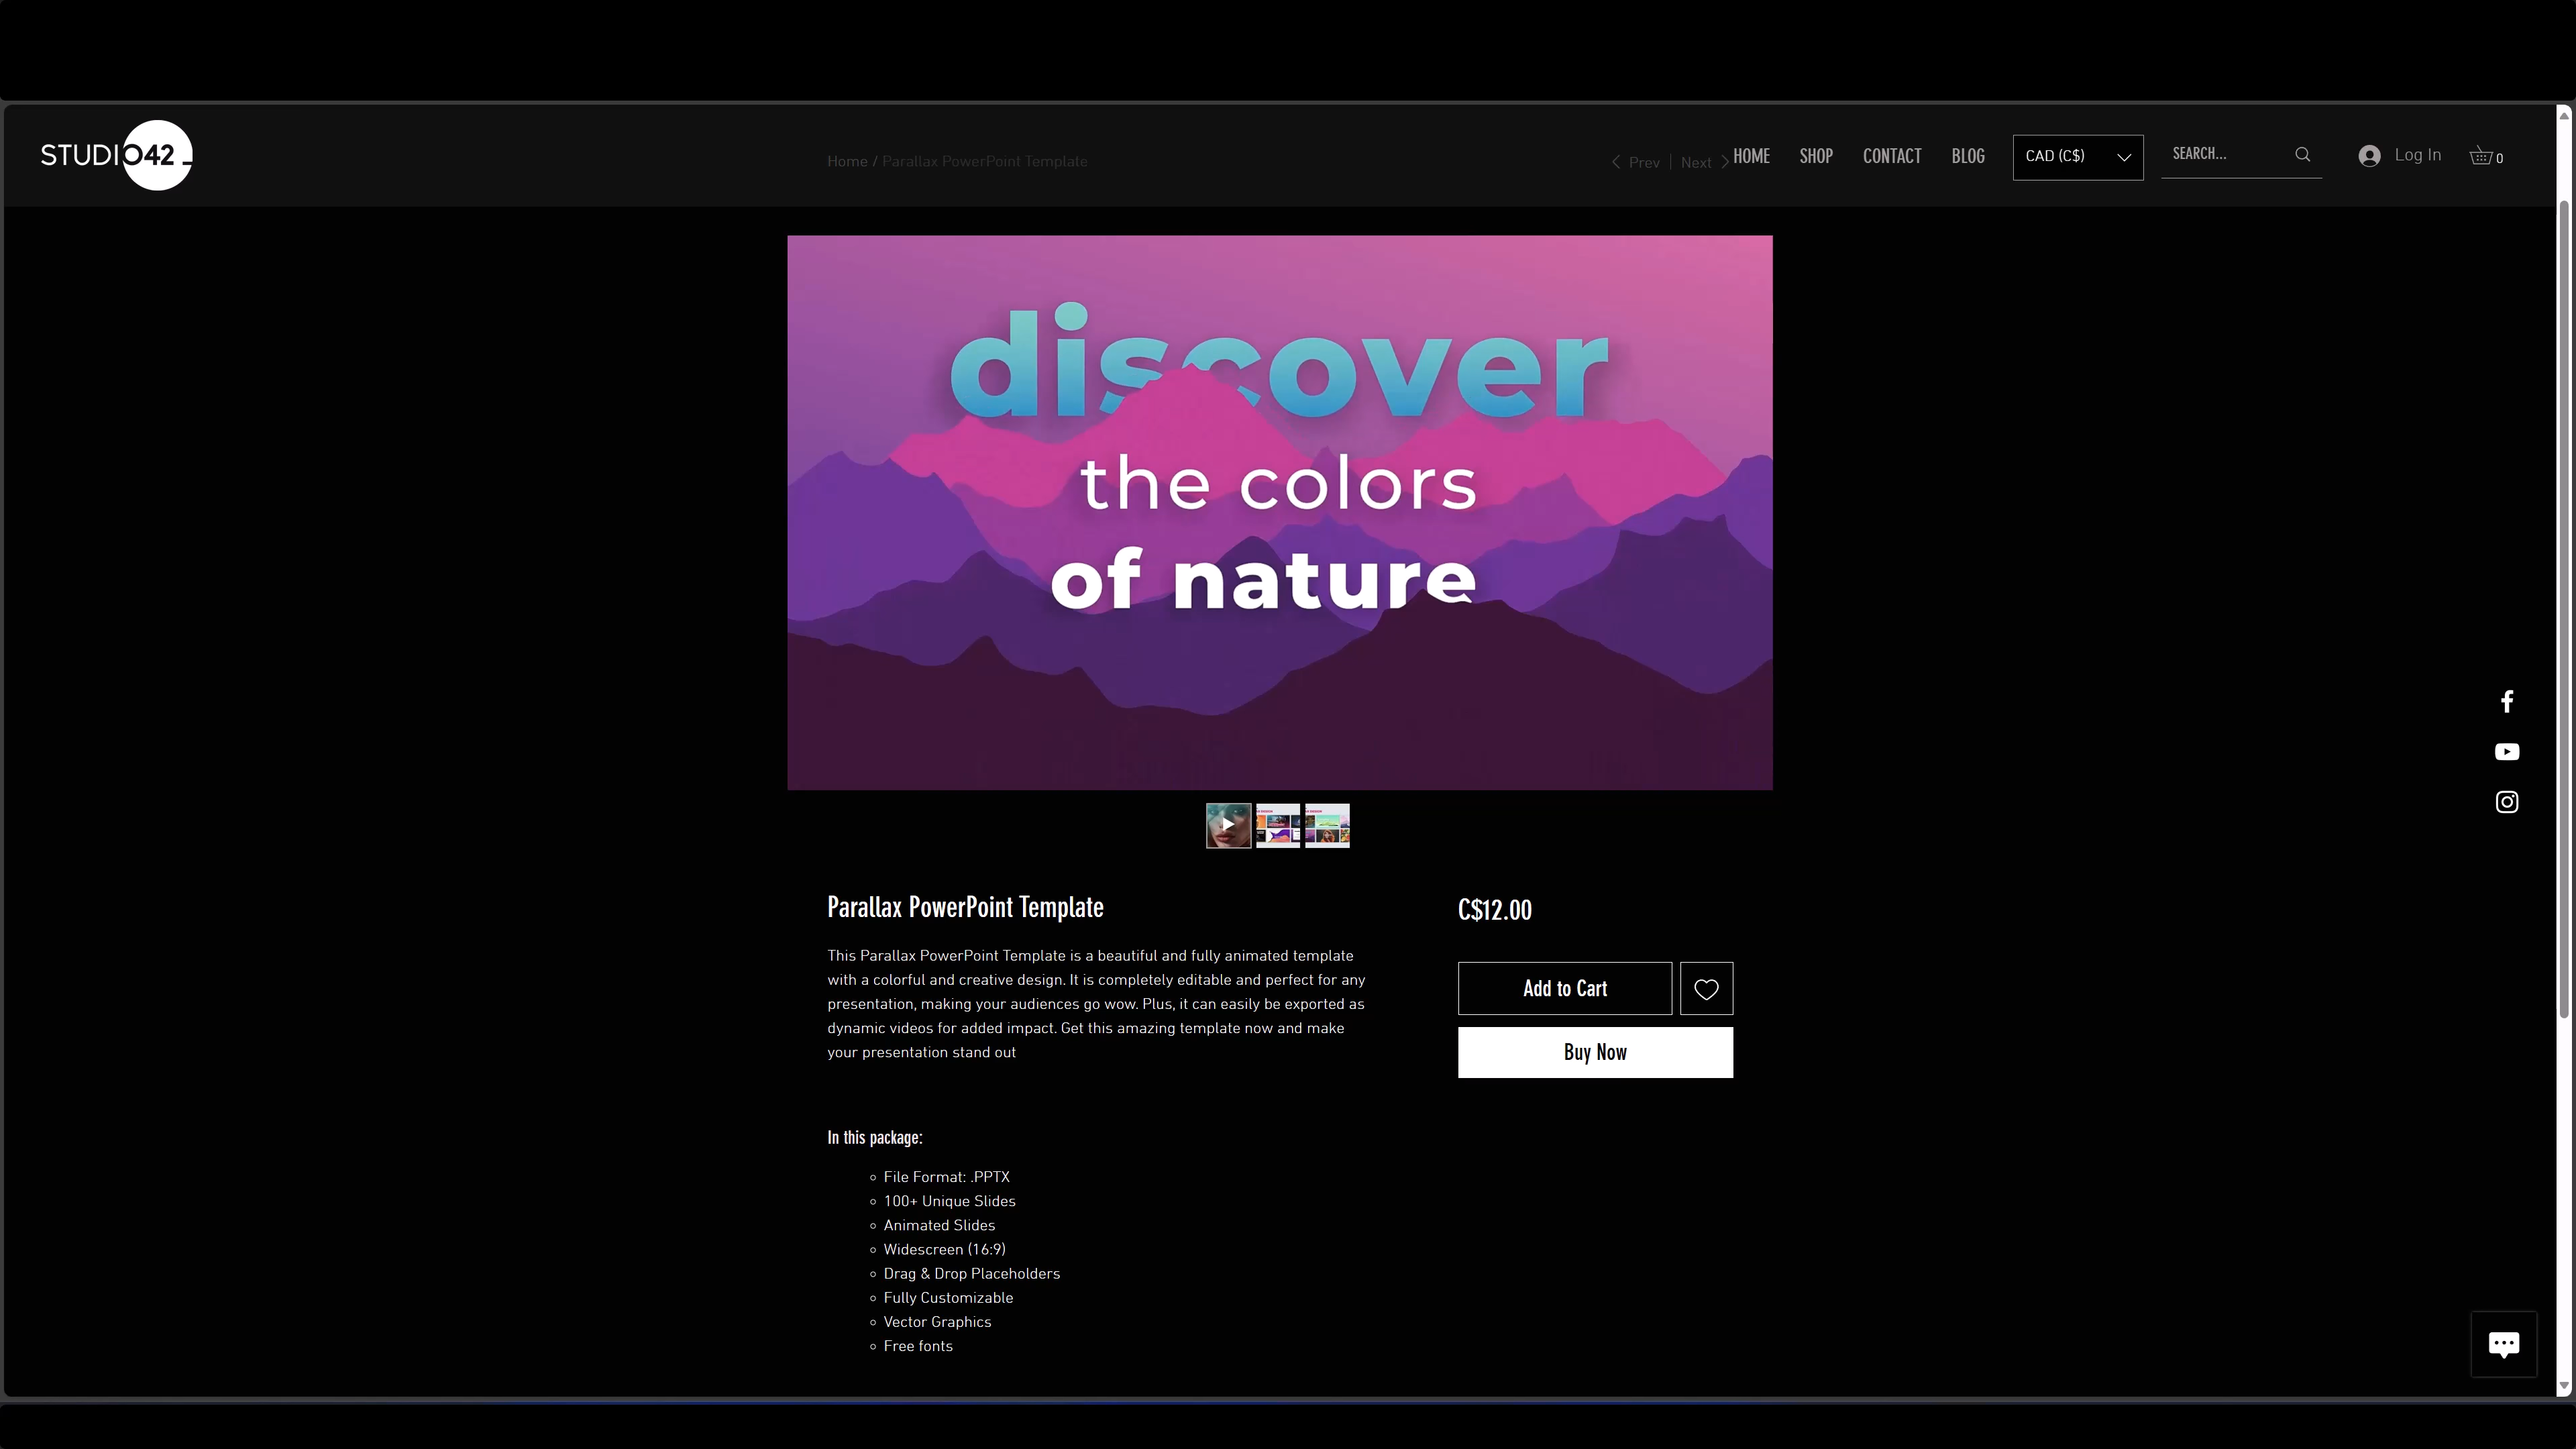 STUDIO42_
Home / Parallax PowerPoint Template
Prev | Next
HOME SHOP CONTACT BLOG
CAD (C$)
SEARCH...
Log In
0
discover
the colors
of nature
Parallax PowerPoint Template
This Parallax PowerPoint Template is a beautiful and fully animated template
with a colorful and creative design. It is completely editable and perfect for any
presentation, making your audiences go wow. Plus, it can easily be exported as
dynamic videos for added impact. Get this amazing template now and make
your presentation stand out
C$12.00
Add to Cart
Buy Now
In this package:
File Format: .PPTX
100+ Unique Slides
Animated Slides
Widescreen (16:9)
Drag & Drop Placeholders
Fully Customizable
Vector Graphics
Free fonts